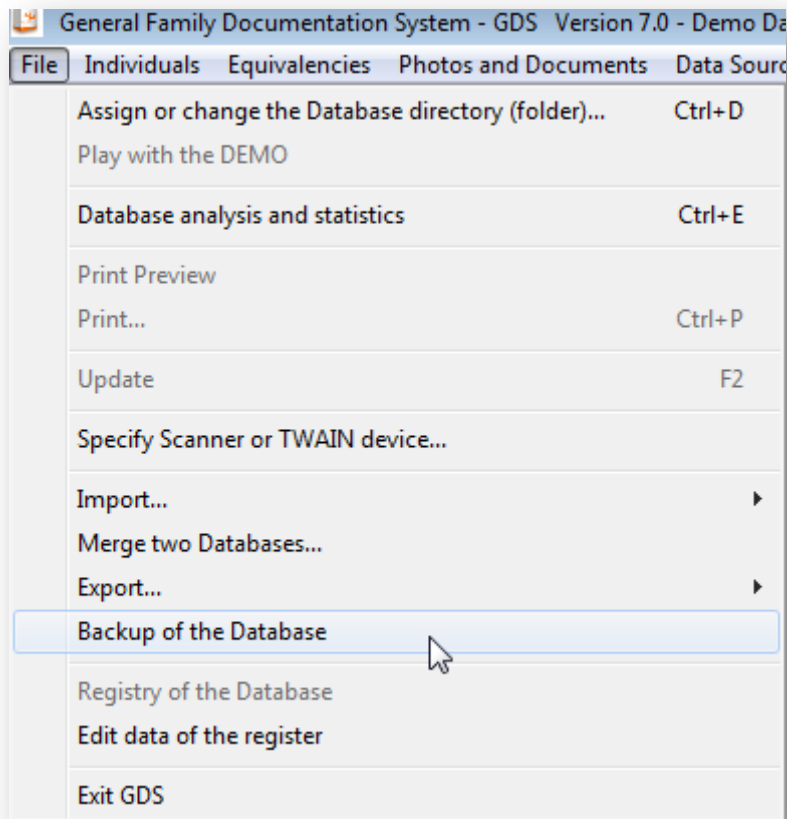 General Family Documentation System - GDS Version 7.0 - Demo
File Individuals Equivalencies Photos and Documents Data
Assign or change the Database directory (folder)... Ctrl+D
Play with the DEMO
Database analysis and statistics Ctrl+E
Print Preview
Print... Ctrl+P
Update F2
Specify Scanner or TWAIN device...
Import...
Merge two Databases...
Export...
Backup of the Database
Registry of the Database
Edit data of the register
Exit GDS